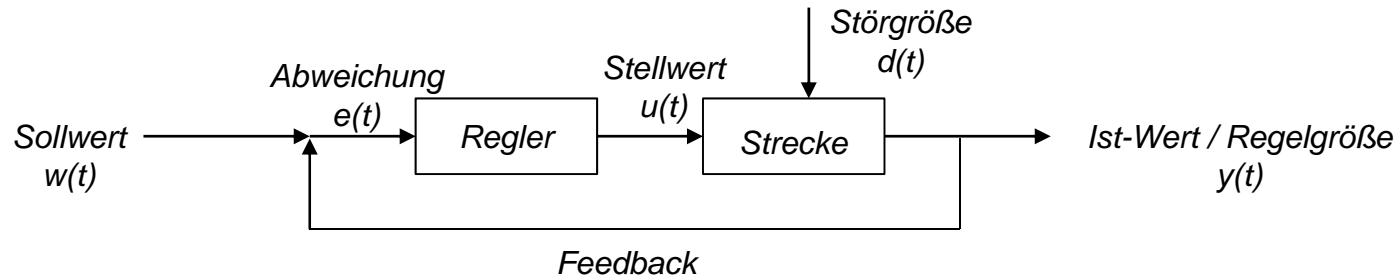 Störgröße
d(t)
Abweichung
e(t)
Stellwert
u(t)
Sollwert
w(t)
Regler
Strecke
Ist-Wert / Regelgröße
y(t)
Feedback